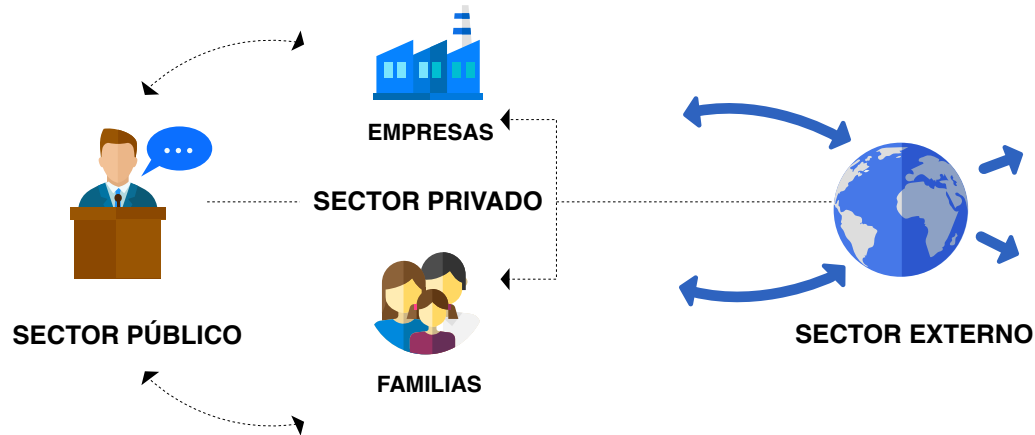 EMPRESAS
SECTOR PRIVADO
SECTOR PÚBLICO
SECTOR EXTERNO
FAMILIAS